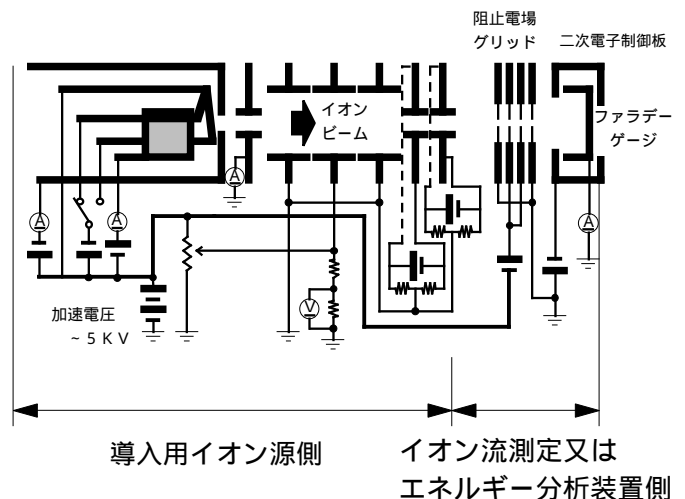 阻止電場
グリッド
二次電子制御板
イオン
ビーム
ファラデー
ゲージ
A
A
A
A
V
加速電圧
~5KV
導入用イオン源側
イオン流測定又は
エネルギー分析装置側